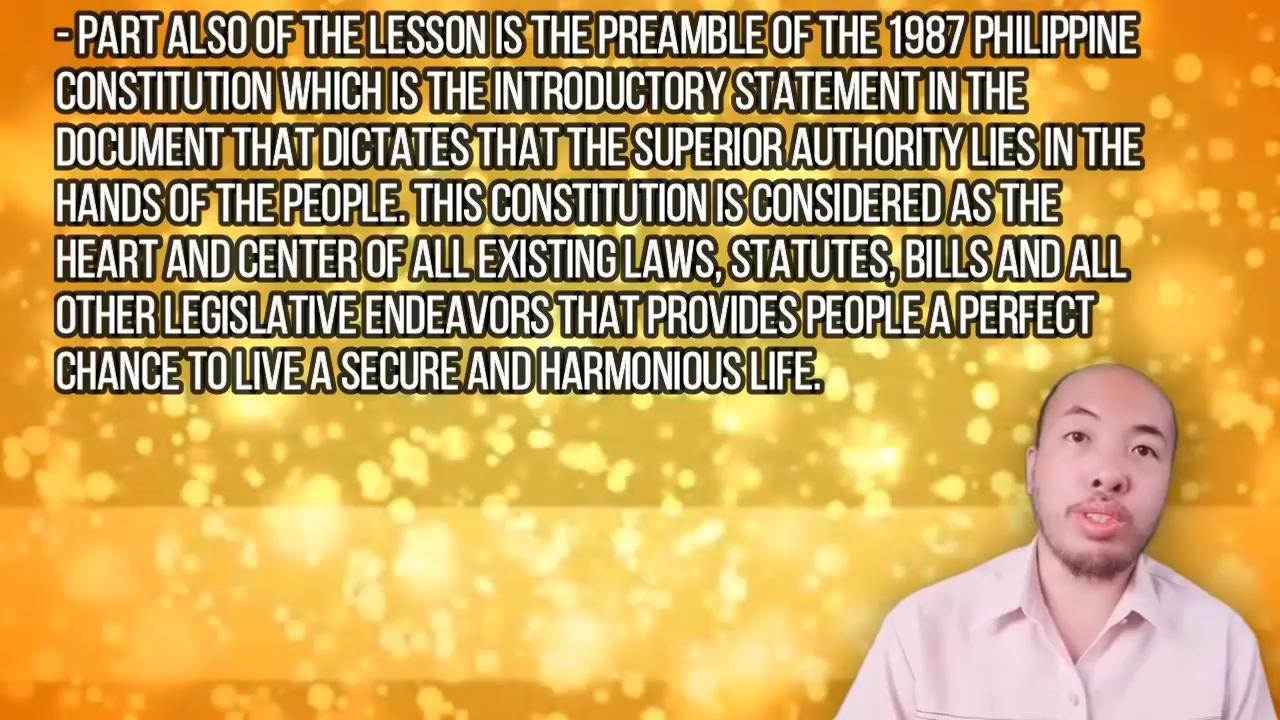 - PART ALSO OF THE LESSON IS THE PREAMBLE OF THE 1987 PHILIPPINE
CONSTITUTION WHICH IS THE INTRODUCTORY STATEMENT IN THE
DOCUMENT THAT DICTATES THAT THE SUPERIOR AUTHORITY LIES IN THE
HANDS OF THE PEOPLE. THIS CONSTITUTION IS CONSIDERED AS THE
HEART AND CENTER OF ALL EXISTING LAWS, STATUTES, BILLS AND ALL
OTHER LEGISLATIVE ENDEAVORS THAT PROVIDES PEOPLE A PERFECT
CHANCE TO LIVE A SECURE AND HARMONIOUS LIFE.